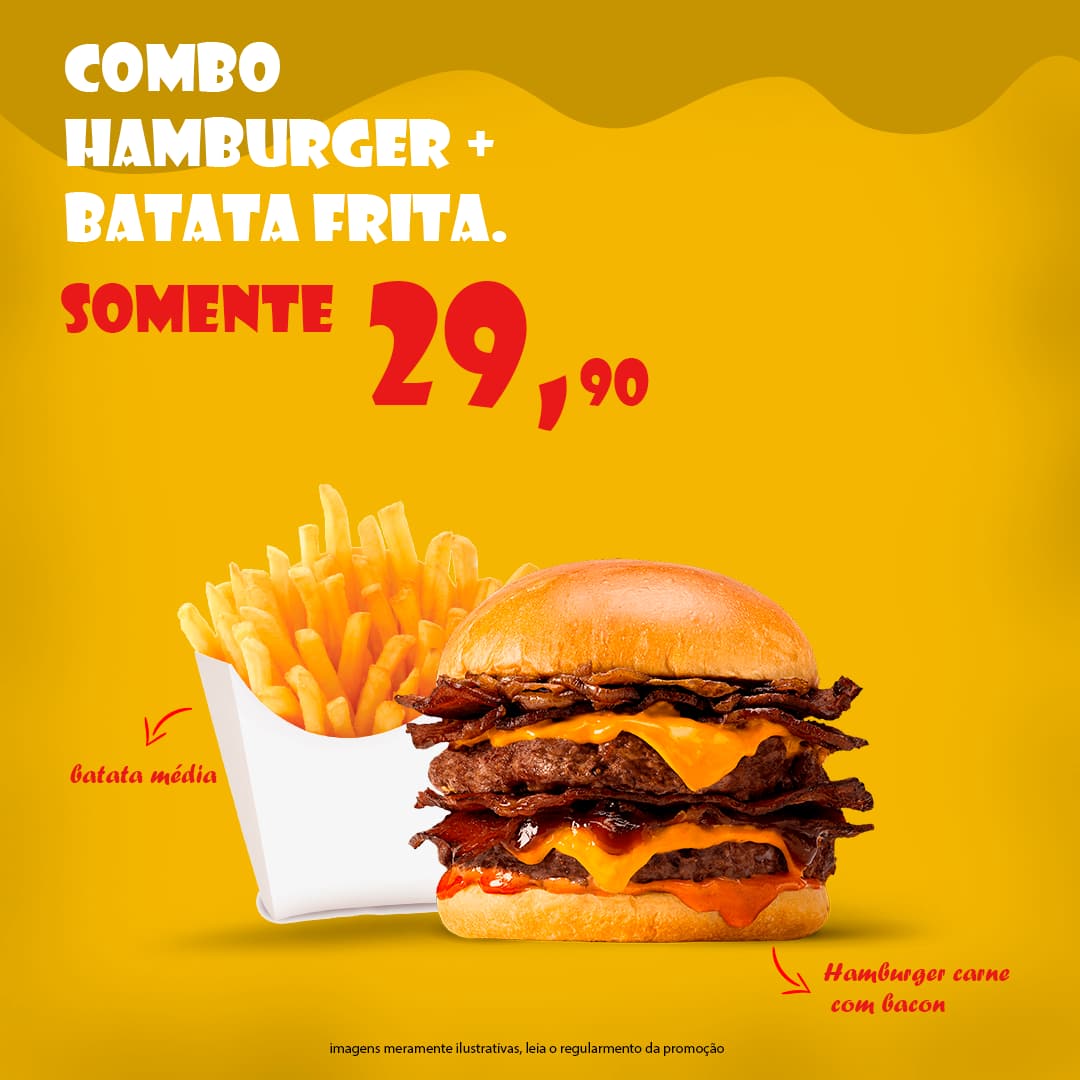 COMBO
HAMBURGER +
BATATA FRITA.
SOMENTE 29,90
batata média
Hamburger carne
com bacon
imagens meramente ilustrativas, leia o regularmento da promoção